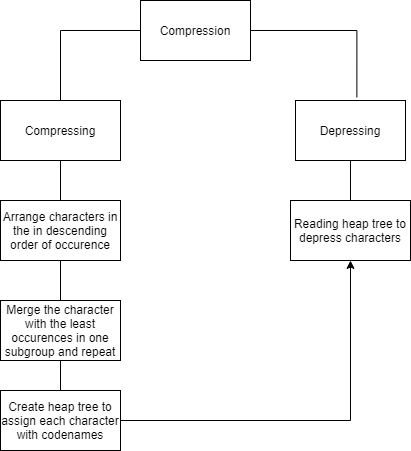 Compression
Compressing
Depressing
Arrange characters in
the in descending
order of occurence
Reading heap tree to
depress characters
Merge the character
with the least
occurences in one
subgroup and repeat
Create heap tree to
assign each character
with codenames